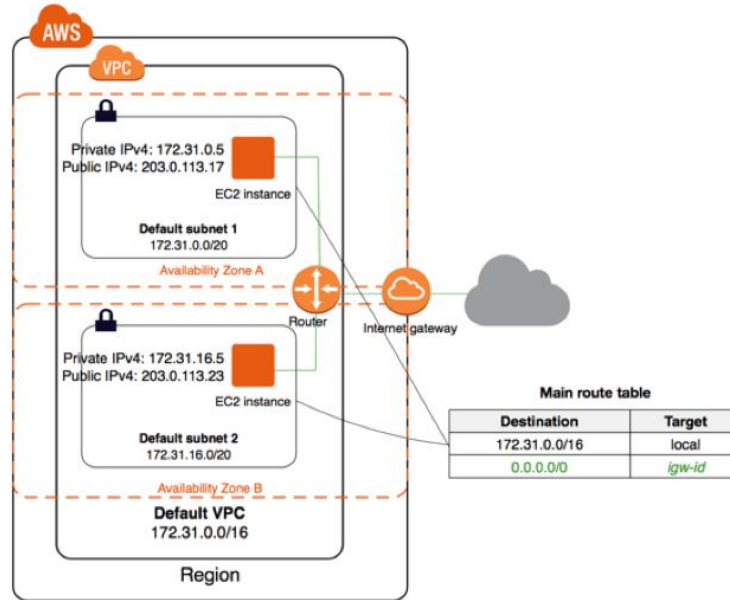 AWS
VPC
Private IPv4: 172.31.0.5
Public IPv4: 203.0.113.17
EC2 instance
Default subnet 1
172.31.0.0/20
Availability Zone A
Router
Internet gateway
Private IPv4: 172.31.16.5
Public IPv4: 203.0.113.23
EC2 instance
Default subnet 2
172.31.16.0/20
Availability Zone B
Default VPC
172.31.0.0/16
Region
Main route table
Destination Target
172.31.0.0/16 local
0.0.0.0/0 igw-id